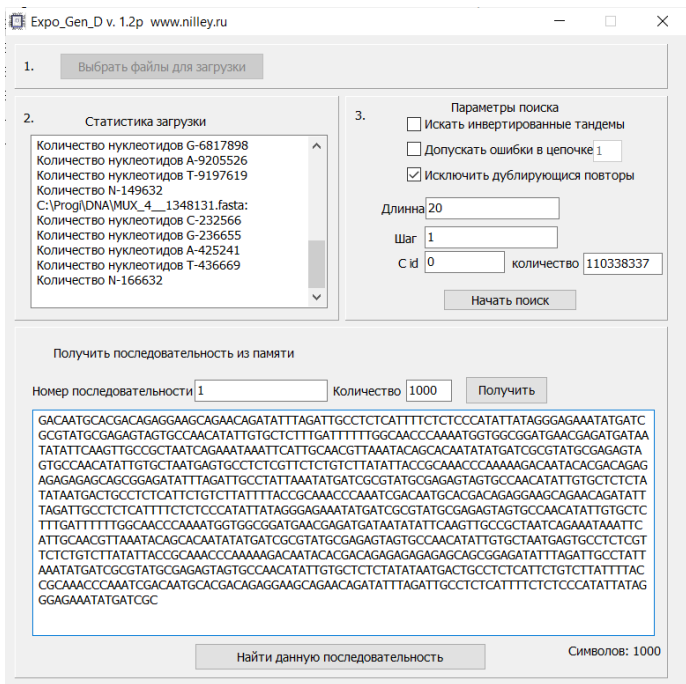 Expo_Gen_D v. 1.2p www.nilley.ru
1.
Выбрать файлы для загрузки
2.
Статистика загрузки
Количество нуклеотидов G-6817898
Количество нуклеотидов A-9205526
Количество нуклеотидов T-9197619
Количество N-149632
C:\Progi\DNA\MUX_4__1348131.fasta:
Количество нуклеотидов C-232566
Количество нуклеотидов G-236655
Количество нуклеотидов A-425241
Количество нуклеотидов T-436669
Количество N-166632
3.
Параметры поиска
Искать инвертированные тандемы
Допускать ошибки в цепочке 1
Исключить дублирующися повторы
Длинна 20
Шаг 1
C id 0 количество 110338337
Начать поиск
Получить последовательность из памяти
Номер последовательности 1 Количество 1000 Получить
GACAATGCACGACAGAGGAAGCAGAACAGATATTTAGATTGCCTCTCATTTTCTCTCCCATATTATAGGGAGAAATATGATC
GCGTATGCGAGAGTAGTGCCAACATATTGTGCTCTTTGATTTTTTGGCAACCCAAAATGGTGGCGGATGAACGAGATGATAA
TATATTCAAGTTGCCGCTAATCAGAAATAAATTCATTGCAACGTTAAATACAGCACAATATATGATCGCGTATGCGAGAGTA
GTGCCAACATATTGTGCTAATGAGTGCCTCTCGTTCTCTGTCTTATATTACCGCAAACCCAAAAAGACAATACACGACAGAG
AGAGAGAGCAGCGGAGATATTTAGATTGCCTATTAAATATGATCGCGTATGCGAGAGTAGTGCCAACATATTGTGCTCTCTA
TATAATGACTGCCTCTCATTCTGTCTTATTTTACCGCAAACCCAAATCGACAATGCACGACAGAGGAAGCAGAACAGATATT
TAGATTGCCTCTCATTTTCTCTCCCATATTATAGGGAGAAATATGATCGCGTATGCGAGAGTAGTGCCAACATATTGTGCTC
TTTGATTTTTTGGCAACCCAAAATGGTGGCGGATGAACGAGATGATAATATATTCAAGTTGCCGCTAATCAGAAATAAATTC
ATTGCAACGTTAAATACAGCACAATATATGATCGCGTATGCGAGAGTAGTGCCAACATATTGTGCTAATGAGTGCCTCTCGT
TCTCTGTCTTATATTACCGCAAACCCAAAAAGACAATACACGACAGAGAGAGAGAGCAGCGGAGATATTTAGATTGCCTATT
AAATATGATCGCGTATGCGAGAGTAGTGCCAACATATTGTGCTCTCTATATAATGACTGCCTCTCATTCTGTCTTATTTTAC
CGCAAACCCAAATCGACAATGCACGACAGAGGAAGCAGAACAGATATTTAGATTGCCTCTCATTTTCTCTCCCATATTATAG
GGAGAAATATGATCGC
Найти данную последовательность
Символов: 1000